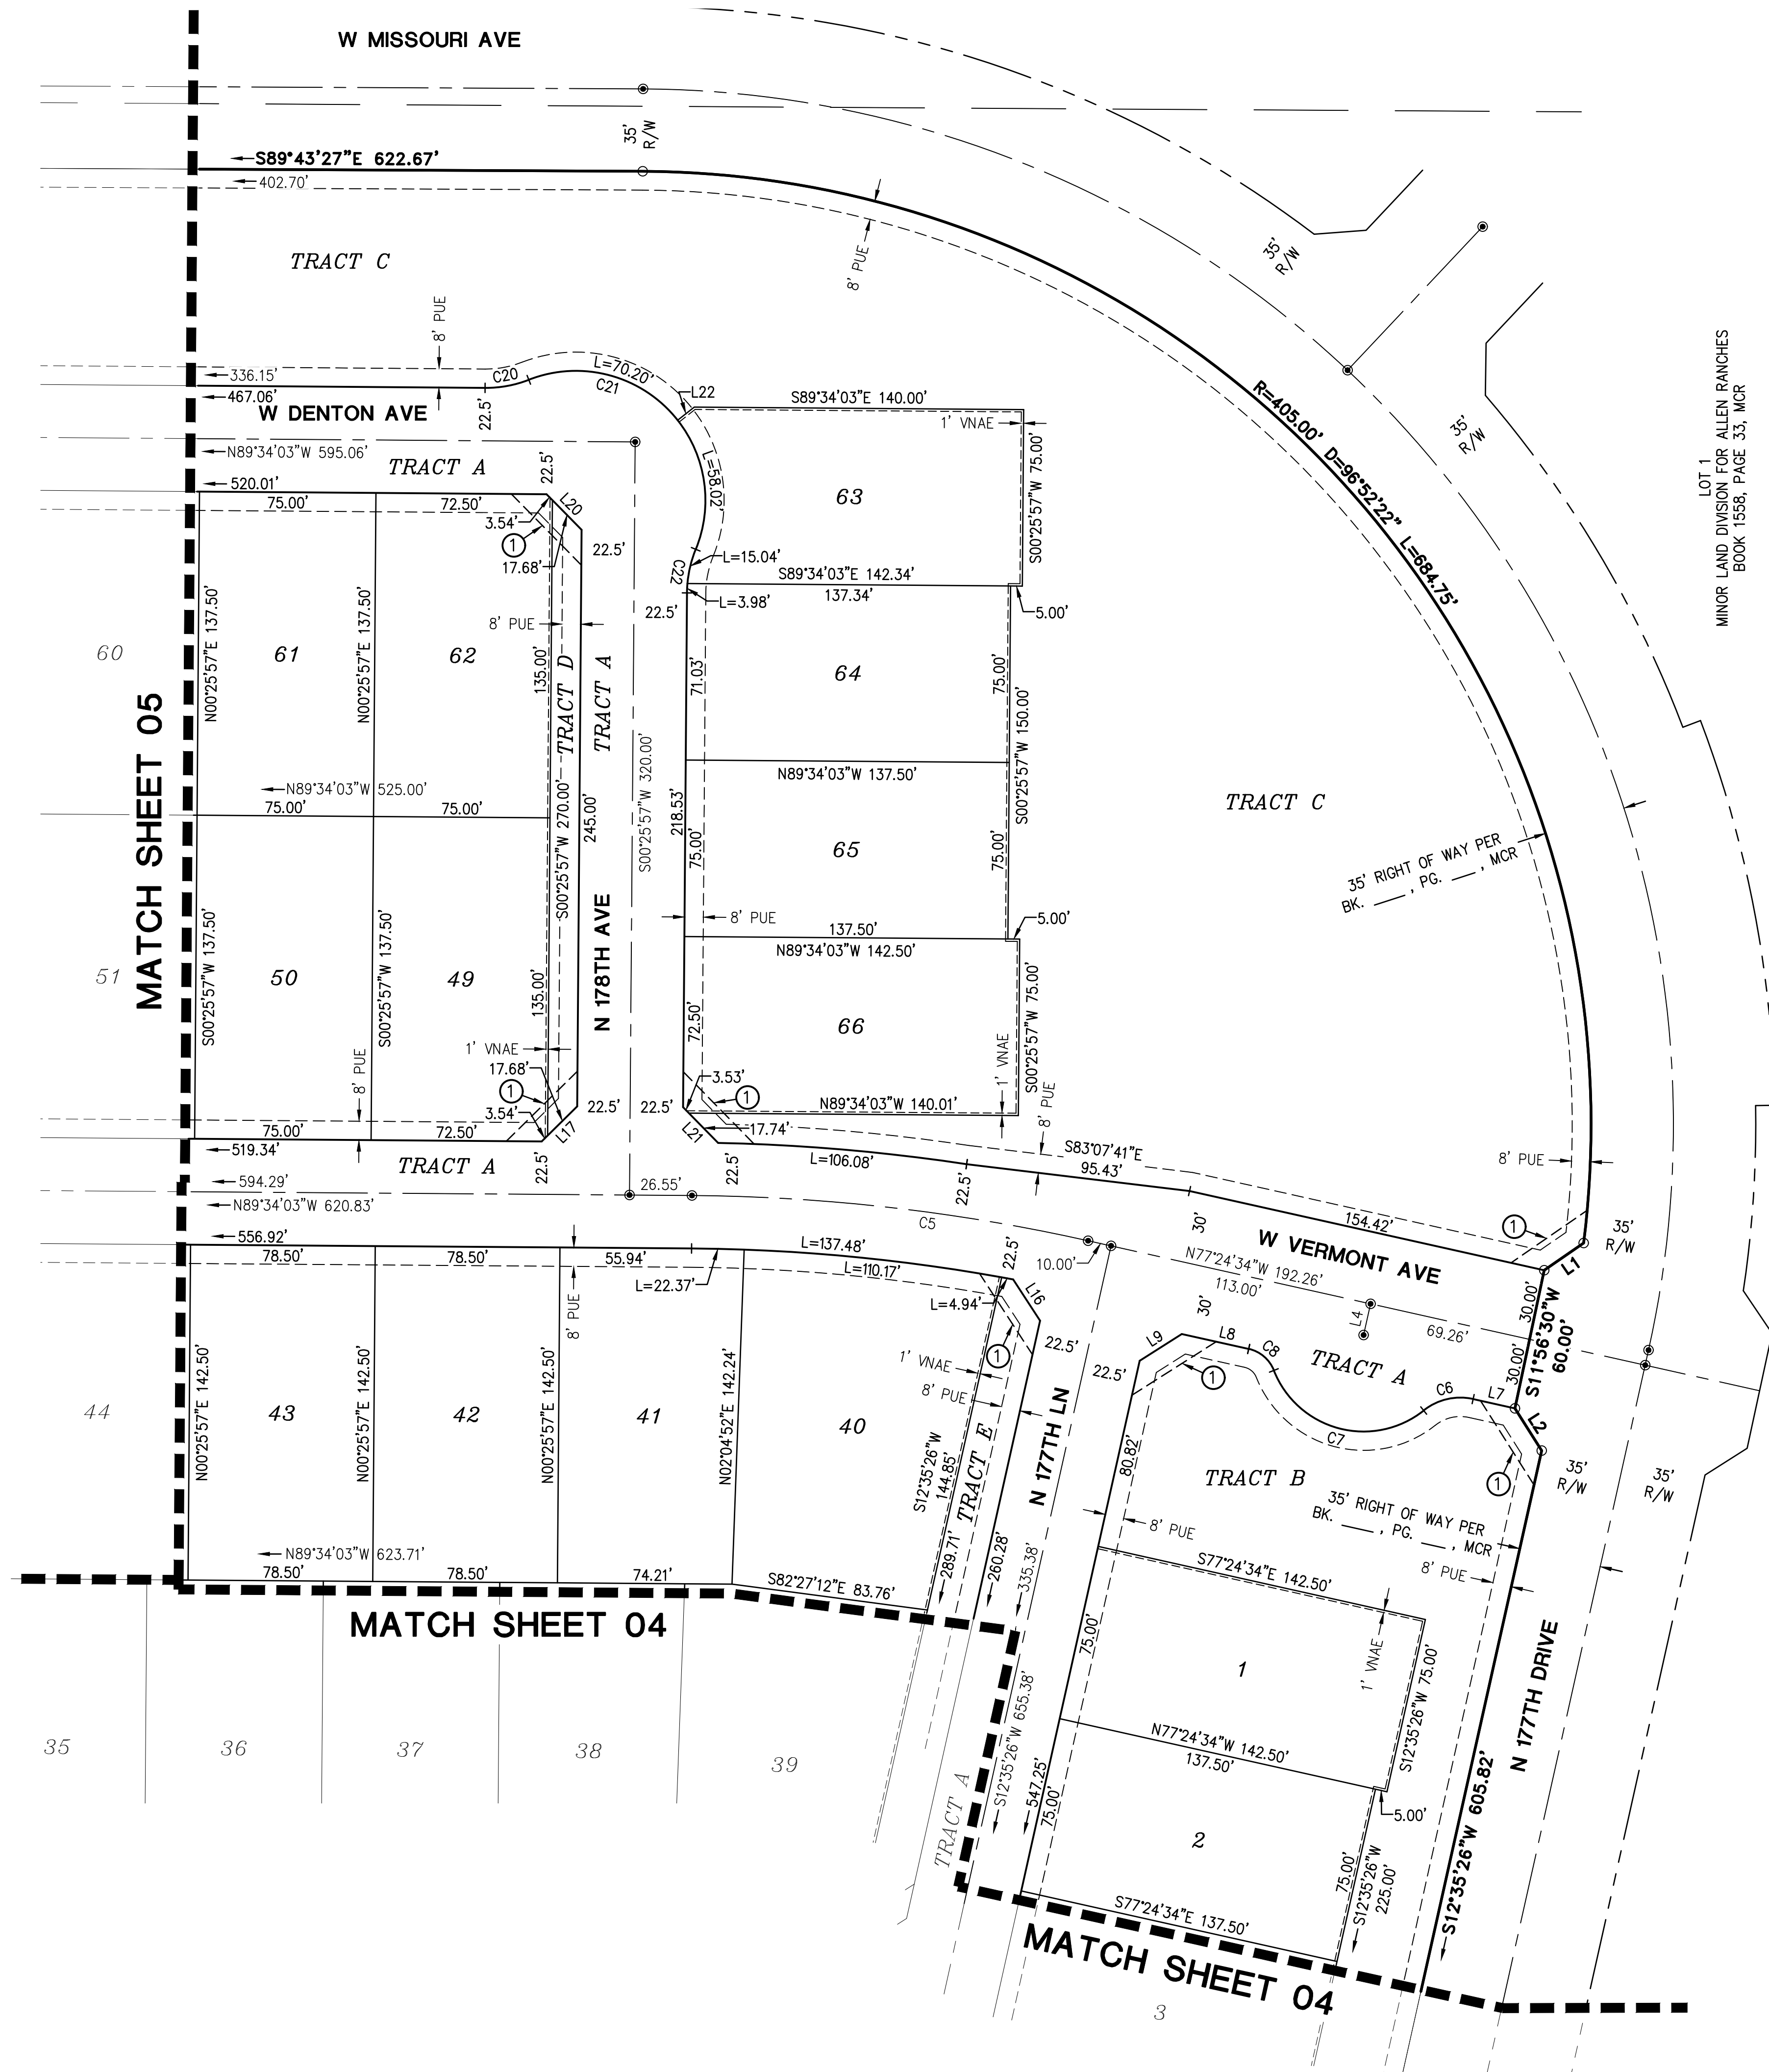 W MISSOURI AVE
35'
R/W
S89°43'27"E 622.67'
402.70'
TRACT C
8' PUE
8' PUE
35'
R/W
35'
R/W
LOT 1
MINOR LAND DIVISION FOR ALLEN RANCHES
BOOK 1558, PAGE 33, MCR
336.15'
467.06'
C20
L=70.20'
C21
L22
22.5'
W DENTON AVE
S89°34'03"E 140.00'
1' VNAE
R=405.00' D=96°52'22" L=684.75'
N89°34'03"W 595.06'
TRACT A
22.5'
520.01'
75.00'
72.50'
3.54'
L20
1
17.68'
22.5'
L=58.02'
63
S00°25'57"W 75.00'
L=15.04'
C22
S89°34'03"E 142.34'
137.34'
L=3.98'
22.5'
5.00'
N00°25'57"E 137.50'
N00°25'57"E 137.50'
8' PUE
60
61
62
135.00'
TRACT D
TRACT A
71.03'
64
75.00'
S00°25'57"W 150.00'
MATCH SHEET 05
S00°25'57"W 320.00'
N89°34'03"W 525.00'
75.00'
75.00'
S00°25'57"W 270.00'
245.00'
218.53'
N89°34'03"W 137.50'
TRACT C
75.00'
65
75.00'
35' RIGHT OF WAY PER
BK. ___, PG. ___, MCR
8' PUE
5.00'
137.50'
N89°34'03"W 142.50'
S00°25'57"W 137.50'
S00°25'57"W 137.50'
51
50
49
135.00'
N 178TH AVE
72.50'
66
1' VNAE
S00°25'57"W 75.00'
1' VNAE
17.68'
8' PUE
1
3.54'
22.5'
22.5'
3.53'
1
N89°34'03"W 140.01'
8' PUE
75.00'
72.50'
L17
L21
17.74'
519.34'
TRACT A
22.5'
22.5'
L=106.08'
22.5'
S83°07'41"E
95.43'
8' PUE
594.29'
26.55'
N89°34'03"W 620.83'
C5
30'
154.42'
1
35'
R/W
L1
556.92'
78.50'
78.50'
55.94'
L=137.48'
L=22.37'
L=110.17'
22.5'
10.00'
W VERMONT AVE
N77°24'34"W 192.26'
113.00'
8' PUE
L=4.94'
L16
30'
L4
69.26'
30.00'
S11°56'30"W
60.00'
30.00'
1
22.5'
1' VNAE
8' PUE
L9
L8
C8
22.5'
1
TRACT A
C6
L7
L2
C7
44
43
42
41
40
N00°25'57"E 142.50'
N00°25'57"E 142.50'
N00°25'57"E 142.50'
N02°04'52"E 142.24'
S12°35'26"W
144.85'
TRACT E
N 177TH LN
80.82'
TRACT B
1
35'
R/W
35'
R/W
35' RIGHT OF WAY PER
BK. ___, PG. ___, MCR
8' PUE
8' PUE
N89°34'03"W 623.71'
78.50'
78.50'
74.21'
S82°27'12"E 83.76'
289.71'
260.28'
335.38'
S77°24'34"E 142.50'
MATCH SHEET 04
75.00'
1
1' VNAE
S12°35'26"W 75.00'
N 177TH DRIVE
35
36
37
38
39
TRACT A
S12°35'26"W 655.38'
547.25'
N77°24'34"W 142.50'
137.50'
75.00'
5.00'
2
75.00'
S12°35'26"W
225.00'
S12°35'26"W 605.82'
S77°24'34"E 137.50'
MATCH SHEET 04
3